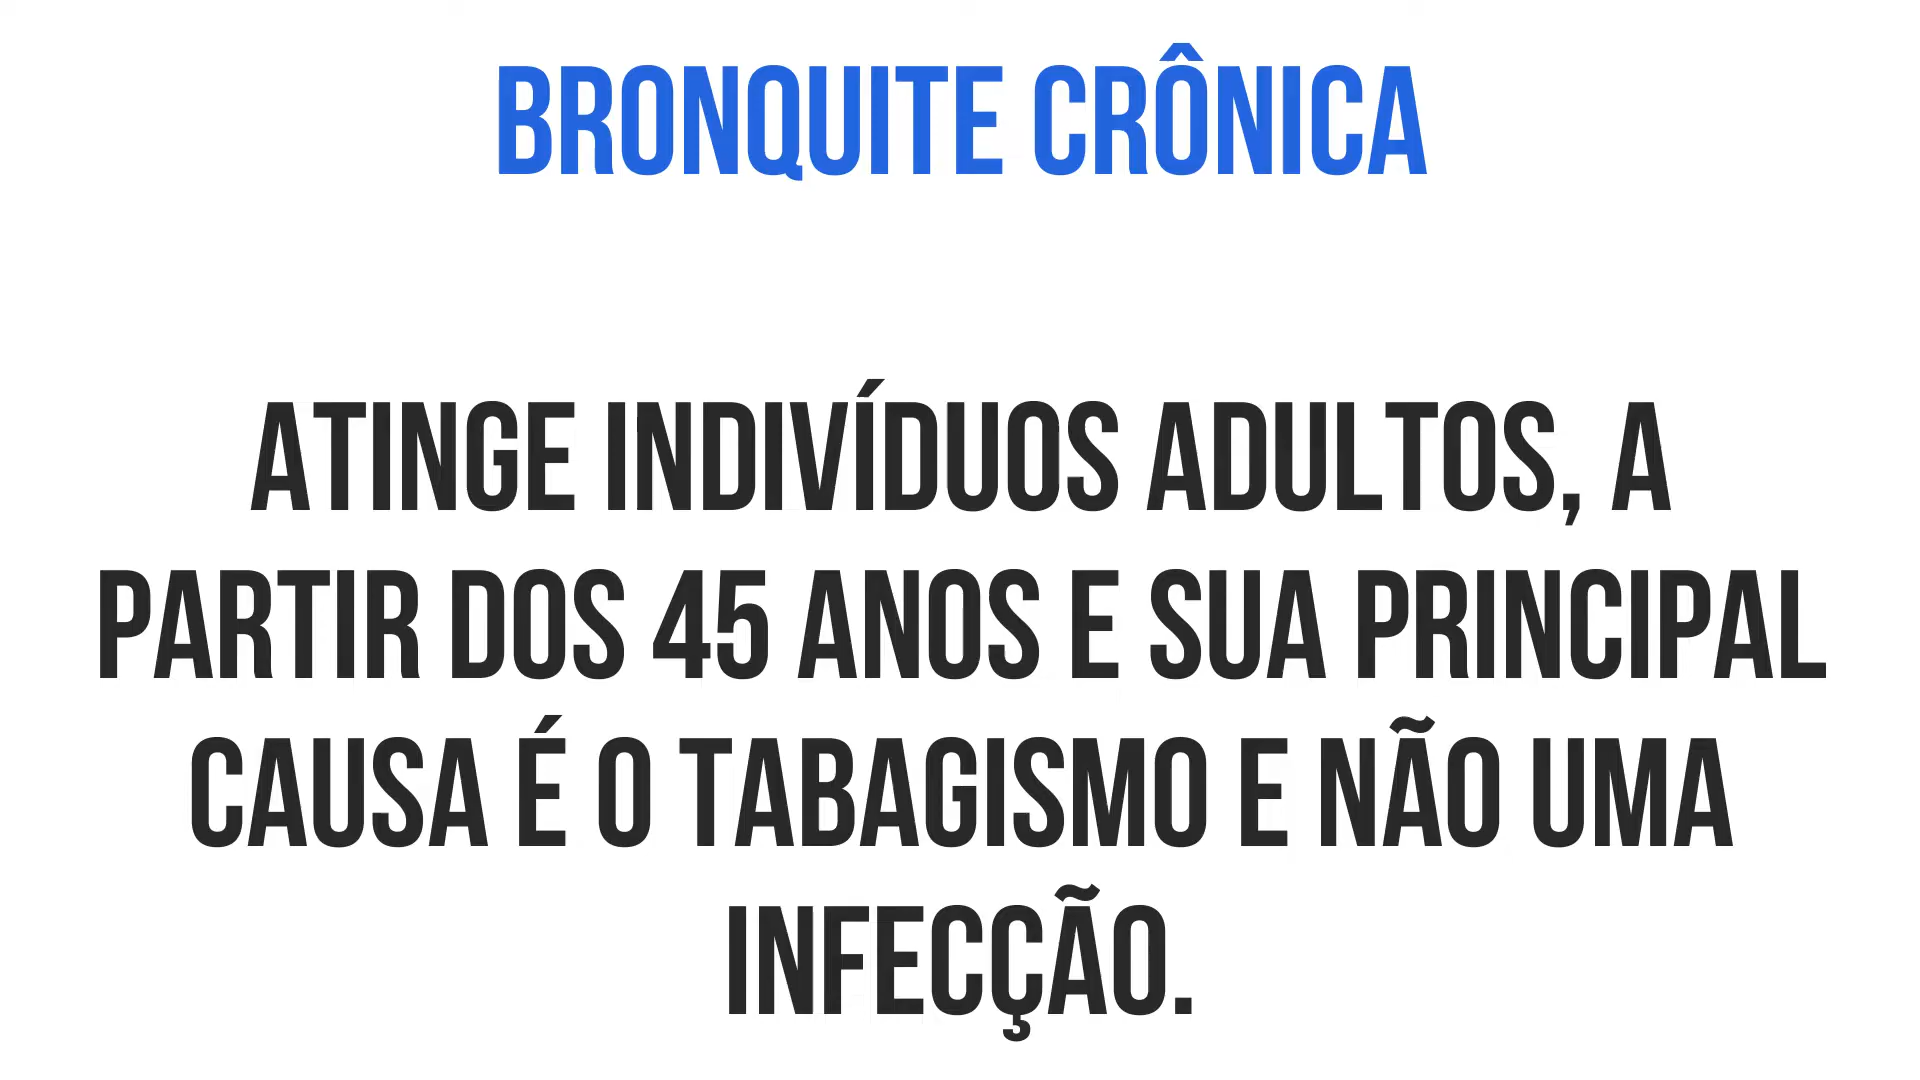 BRONQUITE CRÔNICA
ATINGE INDIVÍDUOS ADULTOS, A
PARTIR DOS 45 ANOS E SUA PRINCIPAL
CAUSA É O TABAGISMO E NÃO UMA
INFECÇÃO.